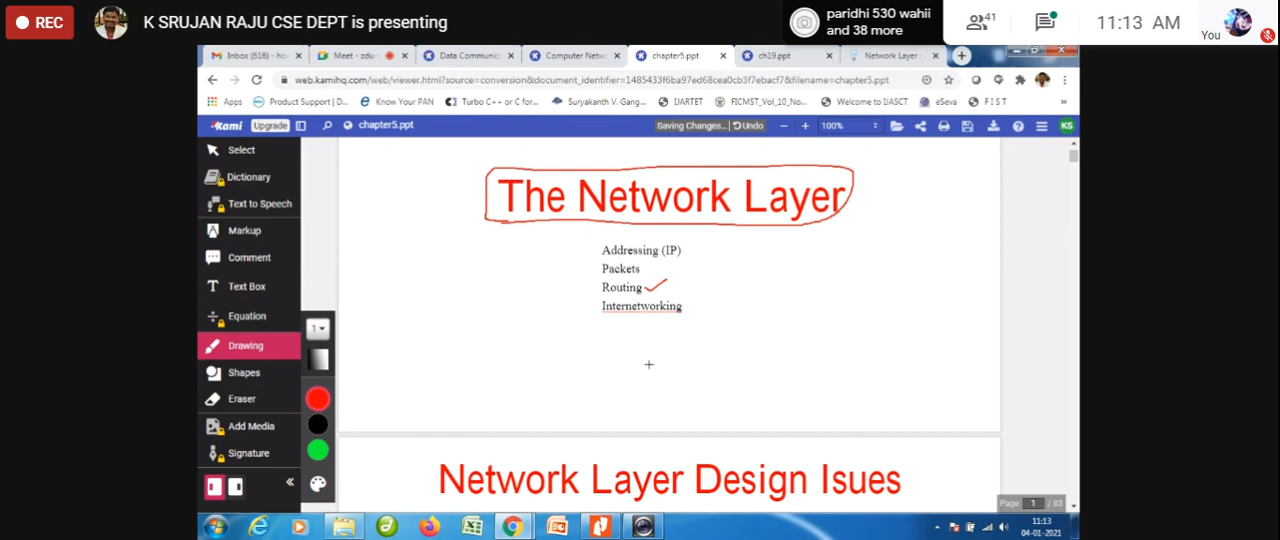 REC
K SRUJAN RAJU CSE DEPT is presenting
paridhi 530 wahii
and 38 more
41
11:13 AM
You
Inbox (616) - ho
Meet - zdu-
Data Communic
Computer Netw
chapter5.ppt
ch19.ppt
Network Layer
web.kamihq.com/web/viewer.html?source=conversion&document_identifier=1485433f6ba97ed68cea0cb3f7ebacf7&filename=chapter5.ppt
Apps
Product Support | D...
Know Your PAN
Turbo C++ or C for...
Suryakanth V. Gang...
IJARTET
FICMST_Vol_10_No...
Welcome to IJASCT
eSeva
F I S T
»
Kami
Upgrade
chapter5.ppt
Saving Changes... Undo
100%
KS
Select
Dictionary
Text to Speech
Markup
Comment
Text Box
Equation
Drawing
Shapes
Eraser
Add Media
Signature
1
The Network Layer
Addressing (IP)
Packets
Routing
Internetworking
Network Layer Design Isues
Page 1 / 83
11:13
04-01-2021